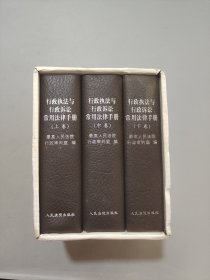 行政执法与
行政诉讼
常用法律手册
(上卷)
最高人民法院
行政审判庭 编
人民法院出版社
行政执法与
行政诉讼
常用法律手册
(中卷)
最高人民法院
行政审判庭 编
人民法院出版社
行政执法与
行政诉讼
常用法律手册
(下卷)
最高人民法院
行政审判庭 编
人民法院出版社